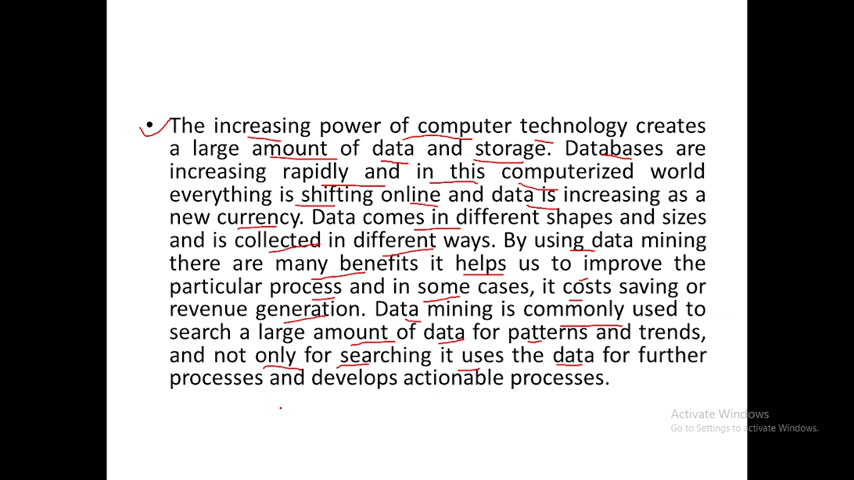 • The increasing power of computer technology creates
a large amount of data and storage. Databases are
increasing rapidly and in this computerized world
everything is shifting online and data is increasing as a
new currency. Data comes in different shapes and sizes
and is collected in different ways. By using data mining
there are many benefits it helps us to improve the
particular process and in some cases, it costs saving or
revenue generation. Data mining is commonly used to
search a large amount of data for patterns and trends,
and not only for searching it uses the data for further
processes and develops actionable processes.
Activate Windows
Go to Settings to activate Windows.